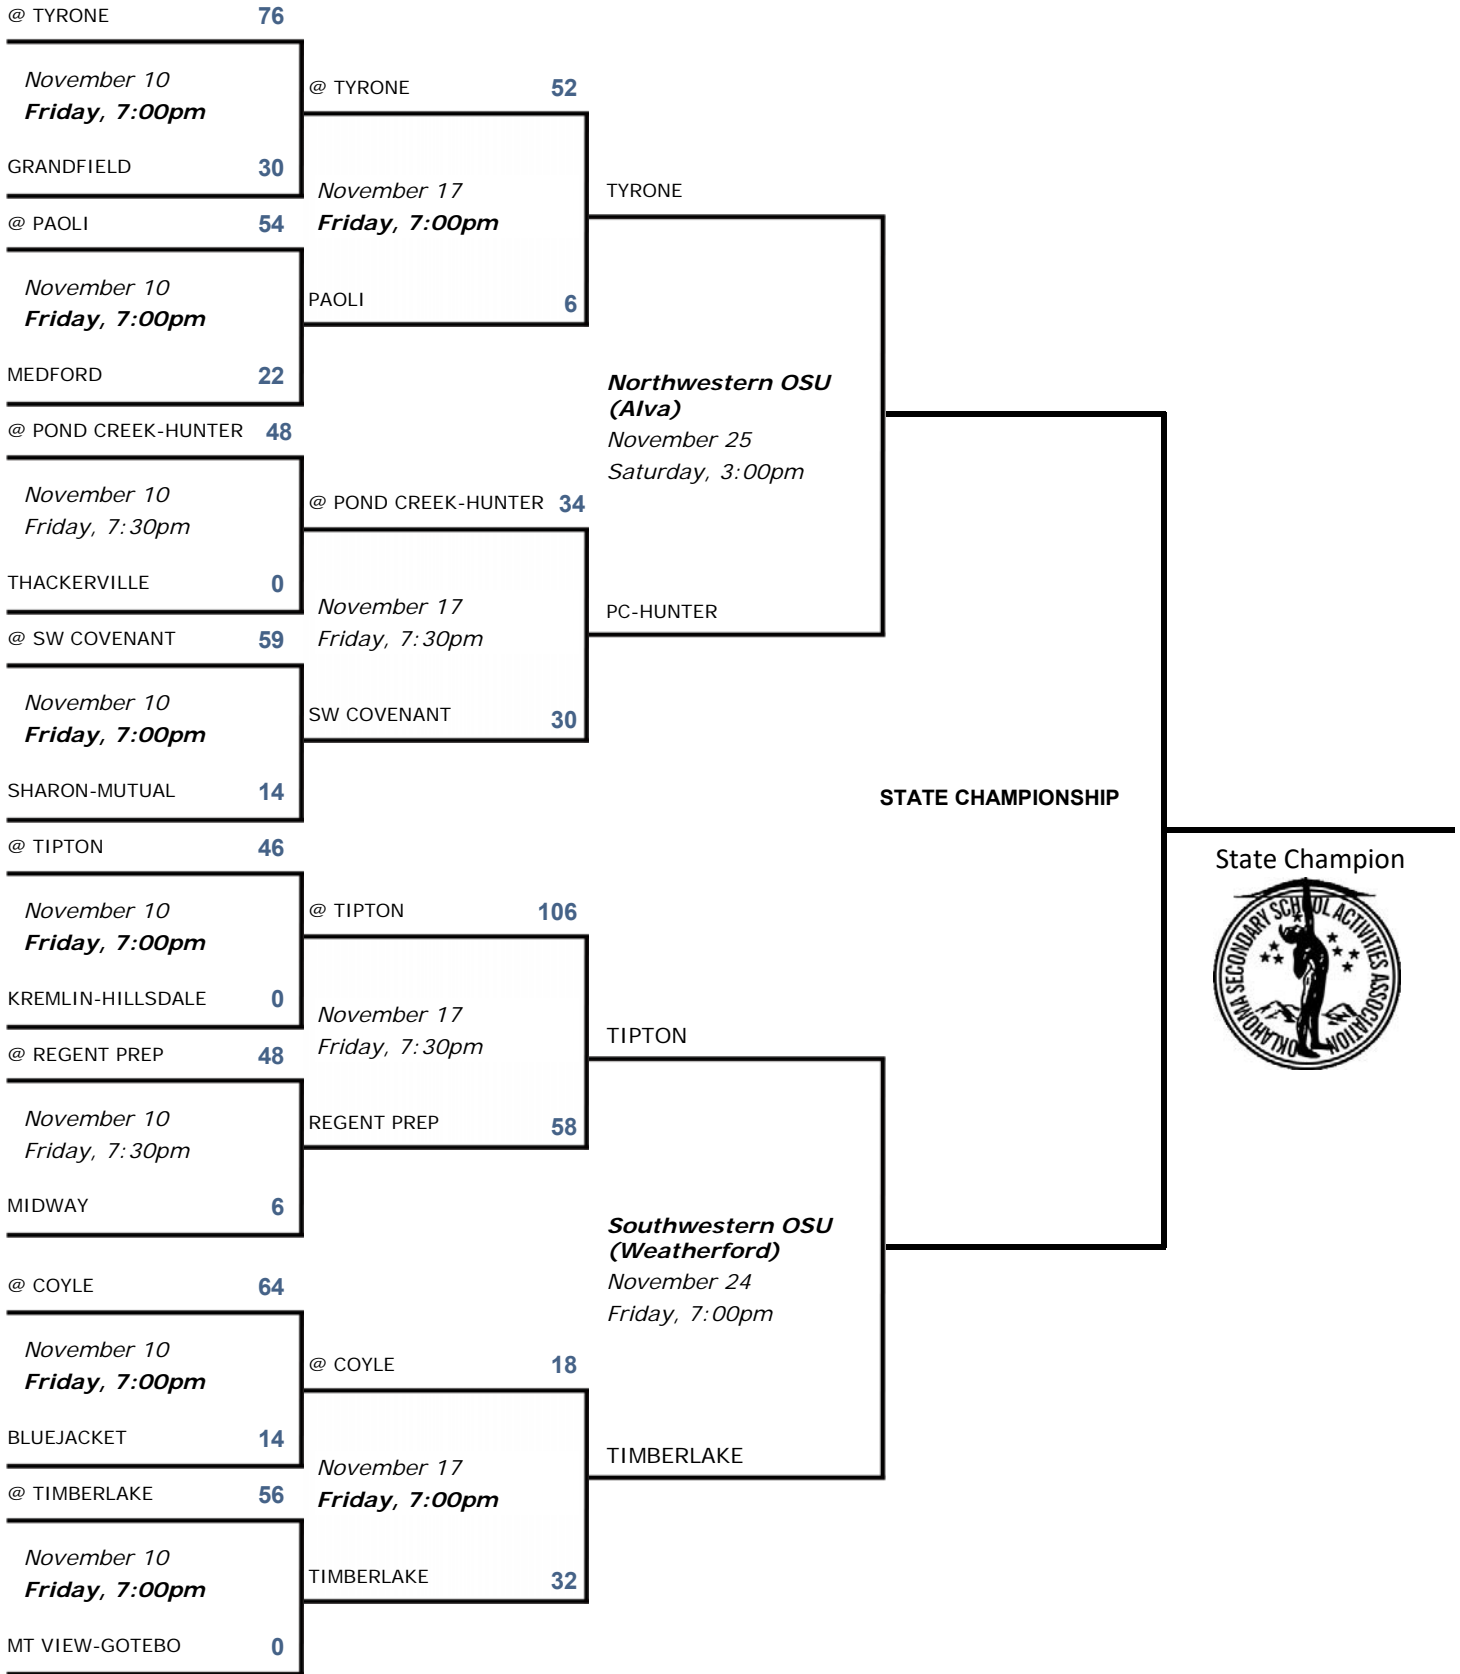 @ TYRONE 76
November 10
Friday, 7:00pm
GRANDFIELD 30
@ PAOLI 54
November 10
Friday, 7:00pm
MEDFORD 22
@ POND CREEK-HUNTER 48
November 10
Friday, 7:30pm
THACKERVILLE 0
@ SW COVENANT 59
November 10
Friday, 7:00pm
SHARON-MUTUAL 14
@ TIPTON 46
November 10
Friday, 7:00pm
KREMLIN-HILLSDALE 0
@ REGENT PREP 48
November 10
Friday, 7:30pm
MIDWAY 6
@ COYLE 64
November 10
Friday, 7:00pm
BLUEJACKET 14
@ TIMBERLAKE 56
November 10
Friday, 7:00pm
MT VIEW-GOTEBO 0
@ TYRONE 52
November 17
Friday, 7:00pm
PAOLI 6
@ POND CREEK-HUNTER 34
November 17
Friday, 7:30pm
SW COVENANT 30
@ TIPTON 106
November 17
Friday, 7:30pm
REGENT PREP 58
@ COYLE 18
November 17
Friday, 7:00pm
TIMBERLAKE 32
TYRONE
Northwestern OSU
(Alva)
November 25
Saturday, 3:00pm
PC-HUNTER
TIPTON
Southwestern OSU
(Weatherford)
November 24
Friday, 7:00pm
TIMBERLAKE
STATE CHAMPIONSHIP
State Champion
OKLAHOMA SECONDARY SCHOOL ACTIVITIES ASSOCIATION